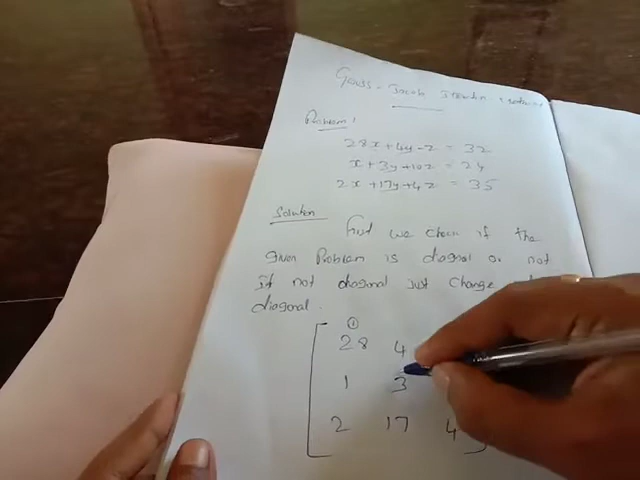 Gauss - Jacobi Iteration
Problem:
28x+4y-z = 32
x+3y+10z = 24
2x+17y+4z = 35
Solution
First we check if the
given Problem is diagonal or not
If not diagonal just change
diagonal.
①
28 4
1 3
2 17 4